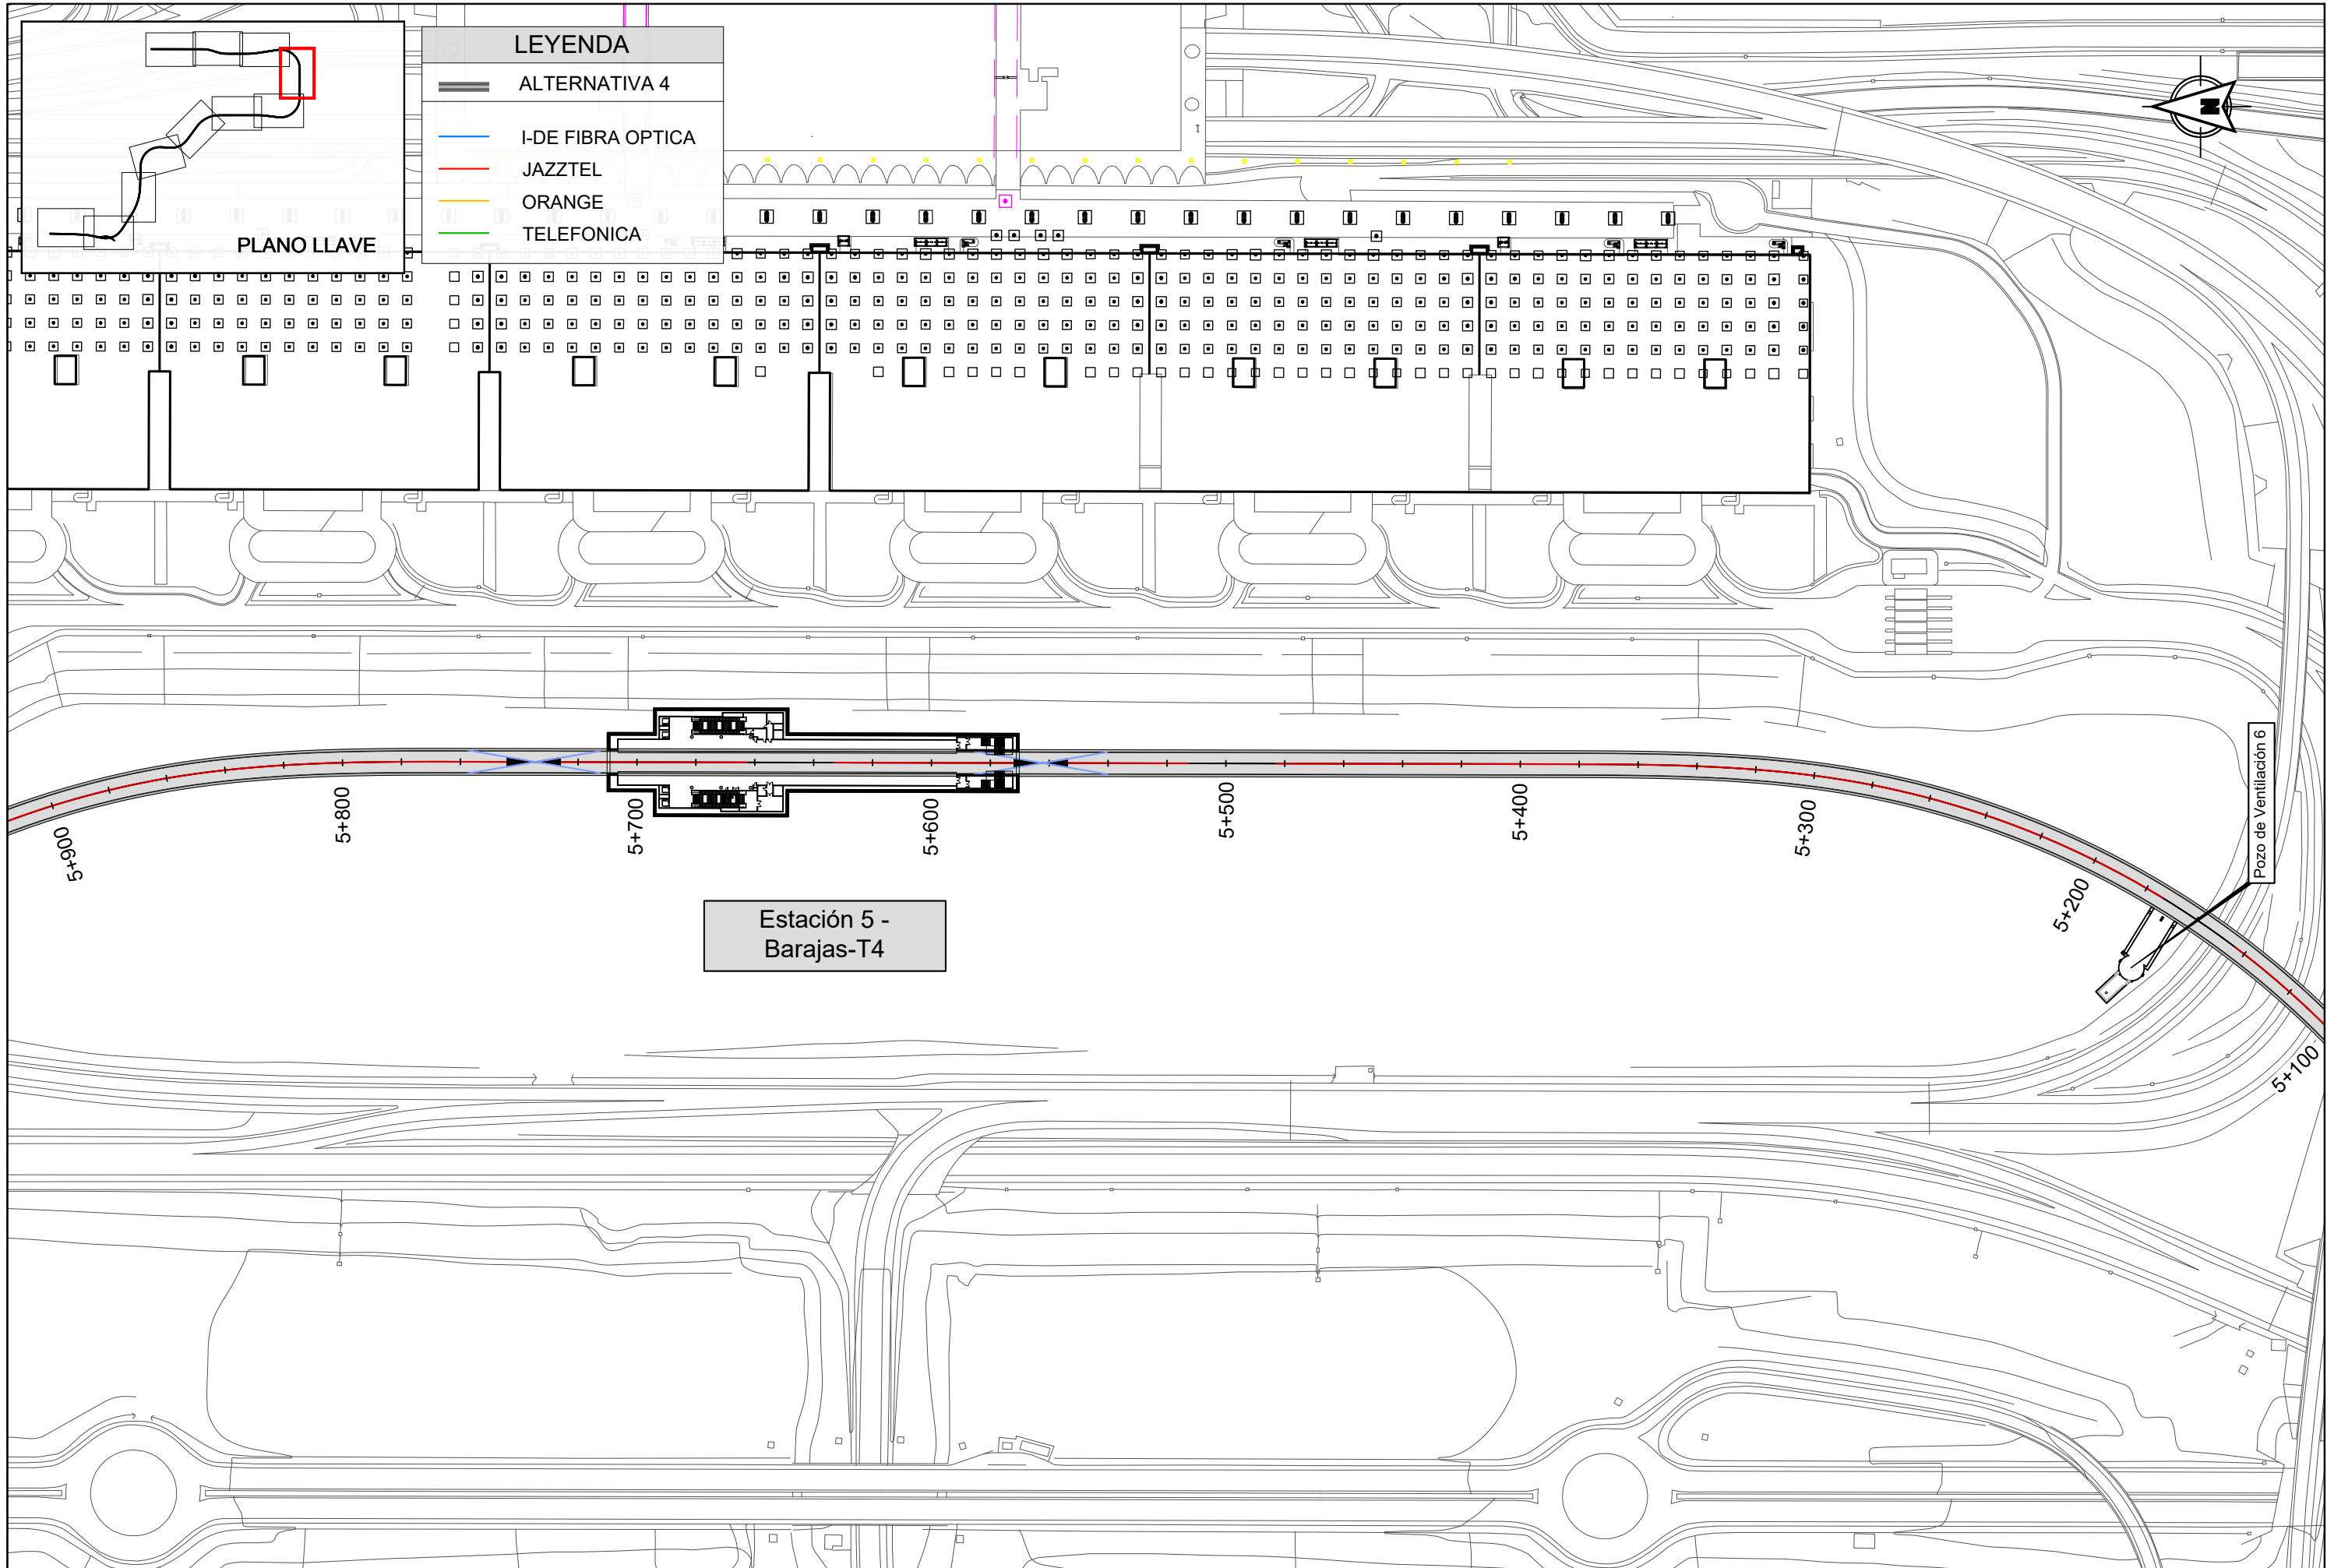 PLANO LLAVE
LEYENDA
ALTERNATIVA 4
I-DE FIBRA OPTICA
JAZZTEL
ORANGE
TELEFONICA
N
5+900
5+800
5+700
5+600
5+500
5+400
5+300
5+200
5+100
Pozo de Ventilación 6
Estación 5 -
Barajas-T4